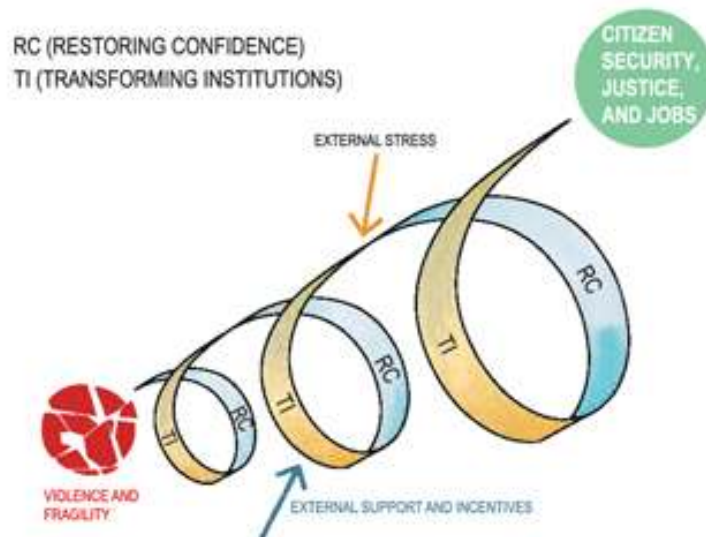 RC (RESTORING CONFIDENCE)
TI (TRANSFORMING INSTITUTIONS)
CITIZEN
SECURITY,
JUSTICE,
AND JOBS
EXTERNAL STRESS
RC
TI
RC
TI
RC
TI
VIOLENCE AND
FRAGILITY
EXTERNAL SUPPORT AND INCENTIVES